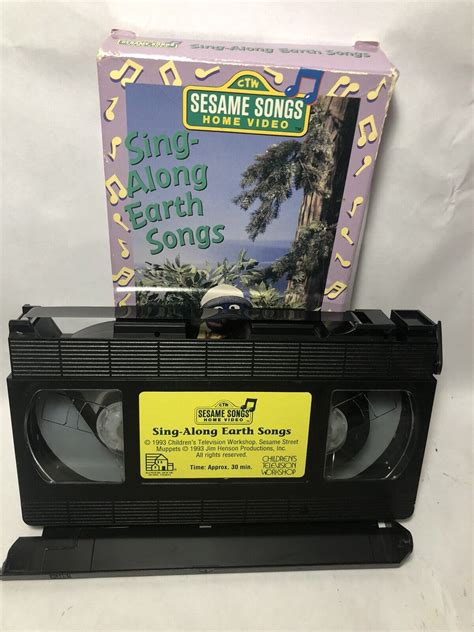 Sing-Along Earth Songs
CTW
SESAME SONGS
HOME VIDEO
Sing-
Along
Earth
Songs
CTW
SESAME SONGS
HOME VIDEO
Sing-Along Earth Songs
© 1993 Children's Television Workshop. Sesame Street
Muppets © 1993 Jim Henson Productions, Inc.
All rights reserved.
Time: Approx. 30 min.
CHILDREN'S
TELEVISION
WORKSHOP